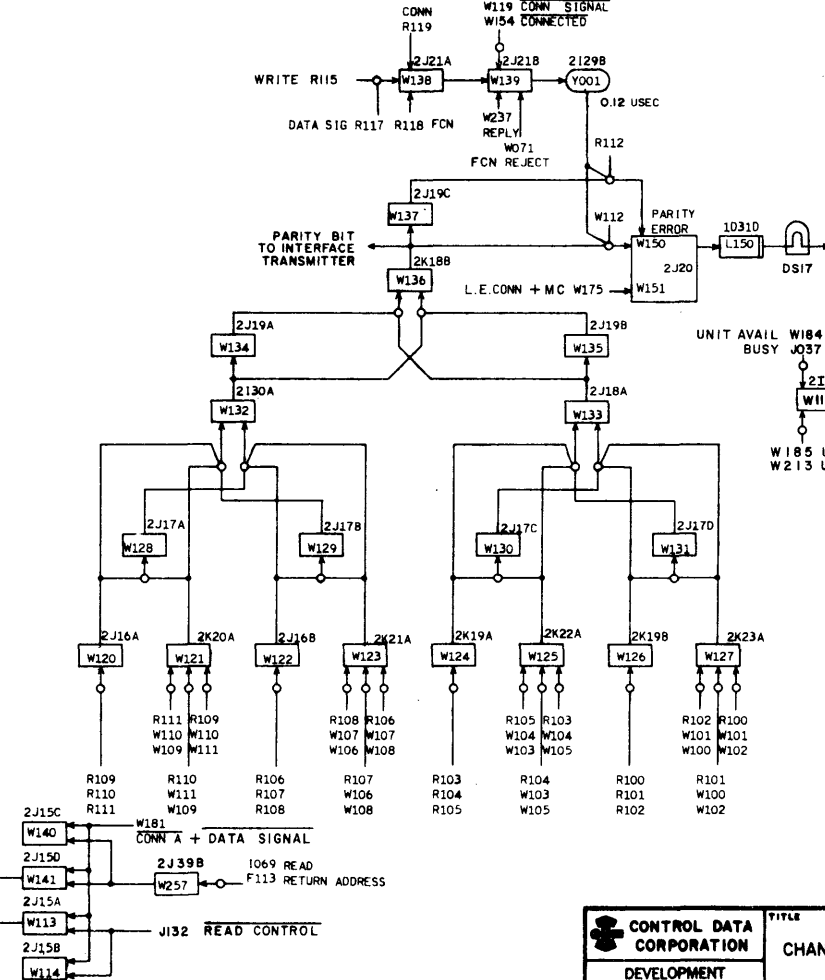 CONN
R119
W119 CONN SIGNAL
W154 CONNECTED
2J21A
2J21B
2I29B
WRITE R115
W138
W139
Y001
0.12 USEC
DATA SIG R117
R118 FCN
W237
REPLY
W071
FCN REJECT
R112
2J19C
W137
W112
PARITY
ERROR
1D31D
PARITY BIT
TO INTERFACE
TRANSMITTER
W150
L150
2K18B
W136
2J20
DS17
L.E.CONN + MC W175
W151
2J19A
2J19B
W134
W135
UNIT AVAIL W184
BUSY J037
2I30A
2J18A
W132
W133
W185
W213
2J17A
2J17B
2J17C
2J17D
W128
W129
W130
W131
2J16A
2K20A
2J16B
2K21A
2K19A
2K22A
2K19B
2K23A
W120
W121
W122
W123
W124
W125
W126
W127
R111 R109
W110 W110
W109 W111
R108 R106
W107 W107
W106 W108
R105 R103
W104 W104
W103 W105
R102 R100
W101 W101
W100 W102
R109
R110
R111
R110
W111
W109
R106
R107
R108
R107
W106
W108
R103
R104
R105
R104
W103
W105
R100
R101
R102
R101
W100
W102
2J15C
W140
W181
CONN A + DATA SIGNAL
2J15D
W141
2J39B
W257
I069 READ
F113 RETURN ADDRESS
2J15A
W113
J132 READ CONTROL
2J15B
W114
CONTROL DATA
CORPORATION
TITLE
DEVELOPMENT